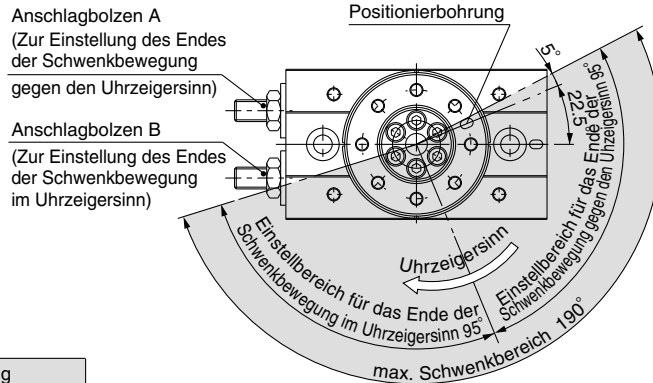 Anschlagbolzen A
(Zur Einstellung des Endes
der Schwenkbewegung
gegen den Uhrzeigersinn)
Positionierbohrung
5°
22.5°
Anschlagbolzen B
(Zur Einstellung des Endes
der Schwenkbewegung
im Uhrzeigersinn)
Einstellbereich für das Ende der
Schwenkbewegung gegen den Uhrzeigersinn 95°
Uhrzeigersinn
Einstellbereich für das Ende der
Schwenkbewegung im Uhrzeigersinn 95°
max. Schwenkbereich 190°
g